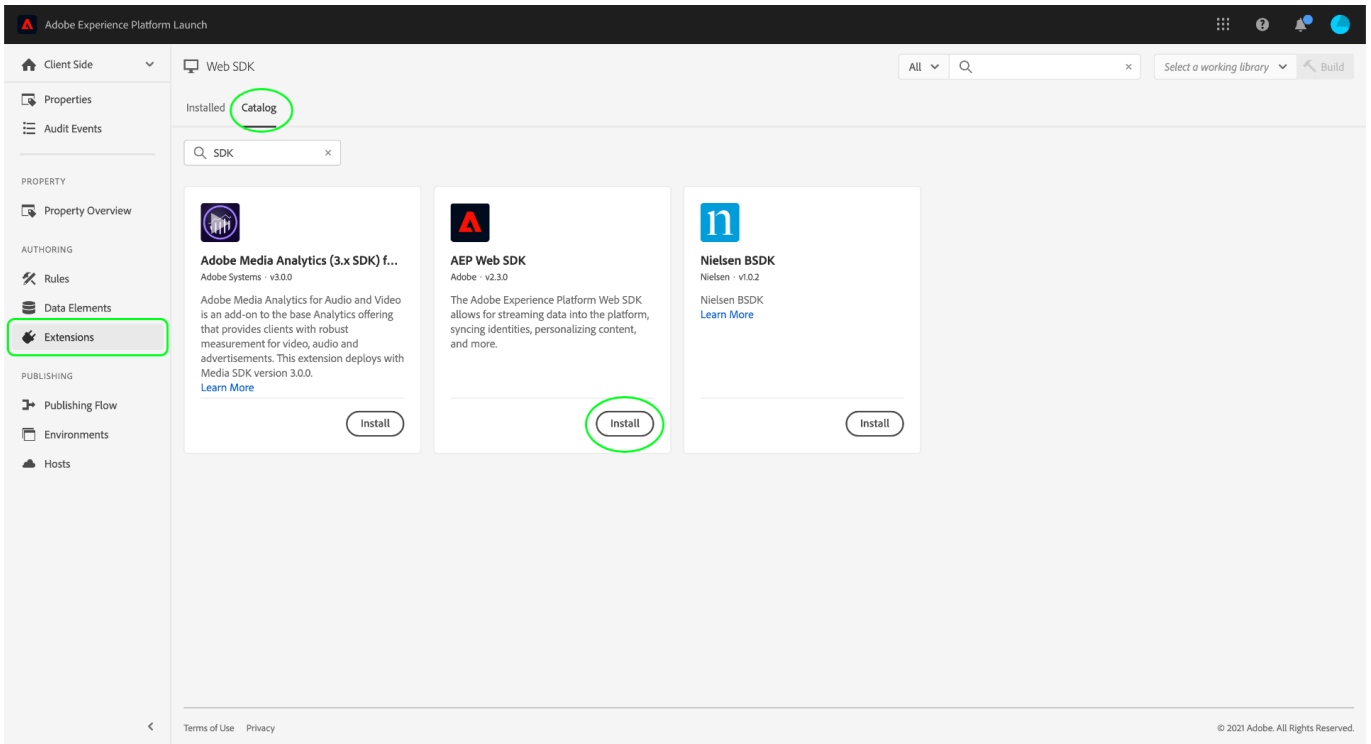 Adobe Experience Platform Launch
Client Side
Web SDK
All
Select a working library
Build
Properties
Audit Events
PROPERTY
Property Overview
AUTHORING
Rules
Data Elements
Extensions
PUBLISHING
Publishing Flow
Environments
Hosts
Installed
Catalog
SDK
Adobe Media Analytics (3.x SDK) f...
Adobe Systems · v3.0.0
Adobe Media Analytics for Audio and Video
is an add-on to the base Analytics offering
that provides clients with robust
measurement for video, audio and
advertisements. This extension deploys with
Media SDK version 3.0.0.
Learn More
Install
AEP Web SDK
Adobe · v2.3.0
The Adobe Experience Platform Web SDK
allows for streaming data into the platform,
syncing identities, personalizing content,
and more.
Install
n
Nielsen BSDK
Nielsen · v1.0.2
Nielsen BSDK
Learn More
Install
Terms of Use Privacy
© 2021 Adobe. All Rights Reserved.